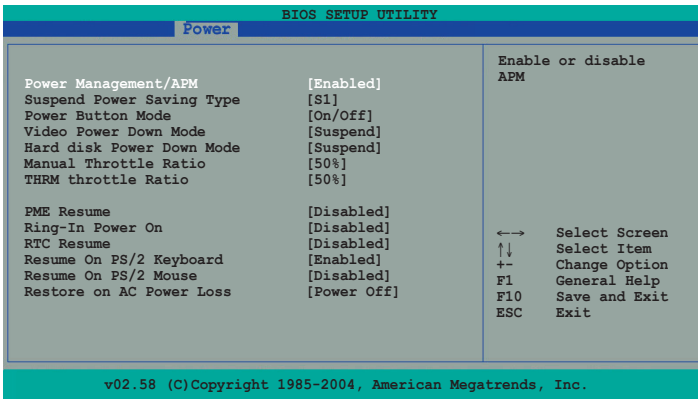 BIOS SETUP UTILITY
Power
Power Management/APM [Enabled]
Suspend Power Saving Type [S1]
Power Button Mode [On/Off]
Video Power Down Mode [Suspend]
Hard disk Power Down Mode [Suspend]
Manual Throttle Ratio [50%]
THRM throttle Ratio [50%]
PME Resume [Disabled]
Ring-In Power On [Disabled]
RTC Resume [Disabled]
Resume On PS/2 Keyboard [Enabled]
Resume On PS/2 Mouse [Disabled]
Restore on AC Power Loss [Power Off]
Enable or disable
APM
←→ Select Screen
↑↓ Select Item
+- Change Option
F1 General Help
F10 Save and Exit
ESC Exit
v02.58 (C)Copyright 1985-2004, American Megatrends, Inc.